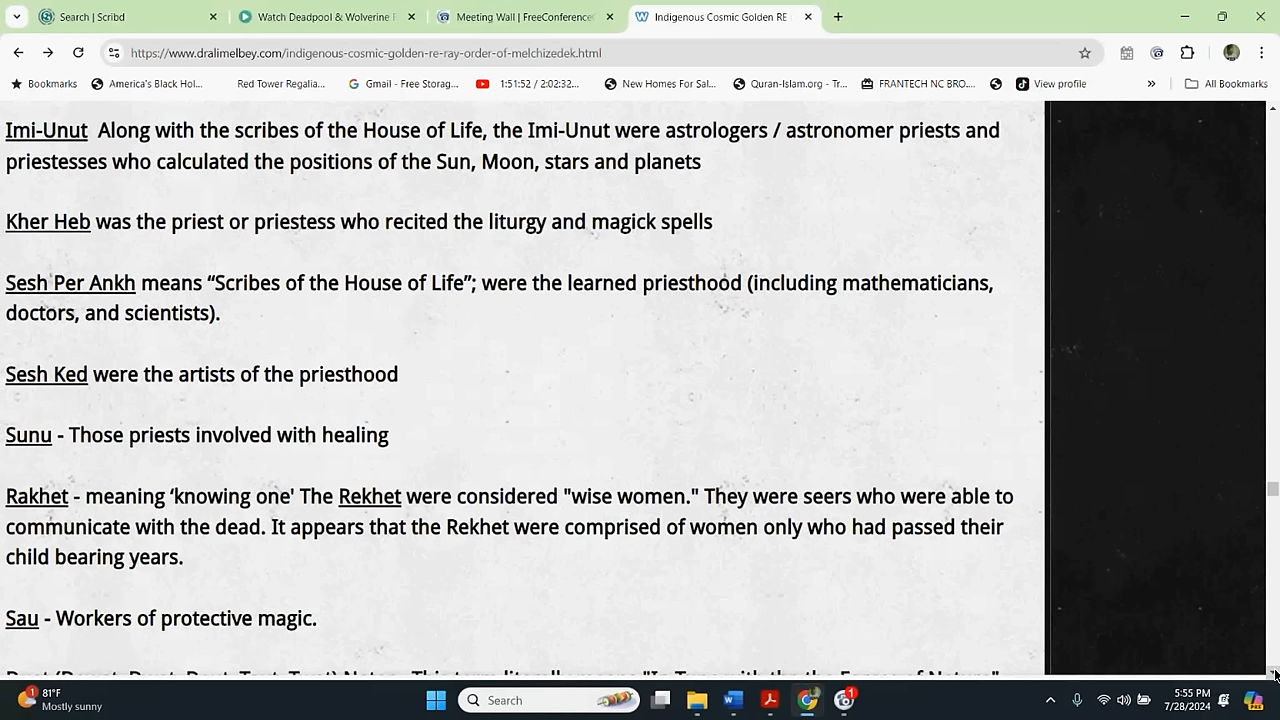 Search | Scribd
Watch Deadpool & Wolverine F
Meeting Wall | FreeConference
Indigenous Cosmic Golden RE
https://www.dralimelbey.com/indigenous-cosmic-golden-re-ray-order-of-melchizedek.html
Bookmarks America's Black Hol... Red Tower Regalia... Gmail - Free Storag... 1:51:52 / 2:02:32... New Homes For Sal... Quran-Islam.org - Tr... FRANTECH NC BRO.... View profile » All Bookmarks
Imi-Unut Along with the scribes of the House of Life, the Imi-Unut were astrologers / astronomer priests and
priestesses who calculated the positions of the Sun, Moon, stars and planets
Kher Heb was the priest or priestess who recited the liturgy and magick spells
Sesh Per Ankh means “Scribes of the House of Life”; were the learned priesthood (including mathematicians,
doctors, and scientists).
Sesh Ked were the artists of the priesthood
Sunu - Those priests involved with healing
Rakhet - meaning ‘knowing one' The Rekhet were considered "wise women." They were seers who were able to
communicate with the dead. It appears that the Rekhet were comprised of women only who had passed their
child bearing years.
Sau - Workers of protective magic.
1 81°F
Mostly sunny
Search
1
5:55 PM
7/28/2024